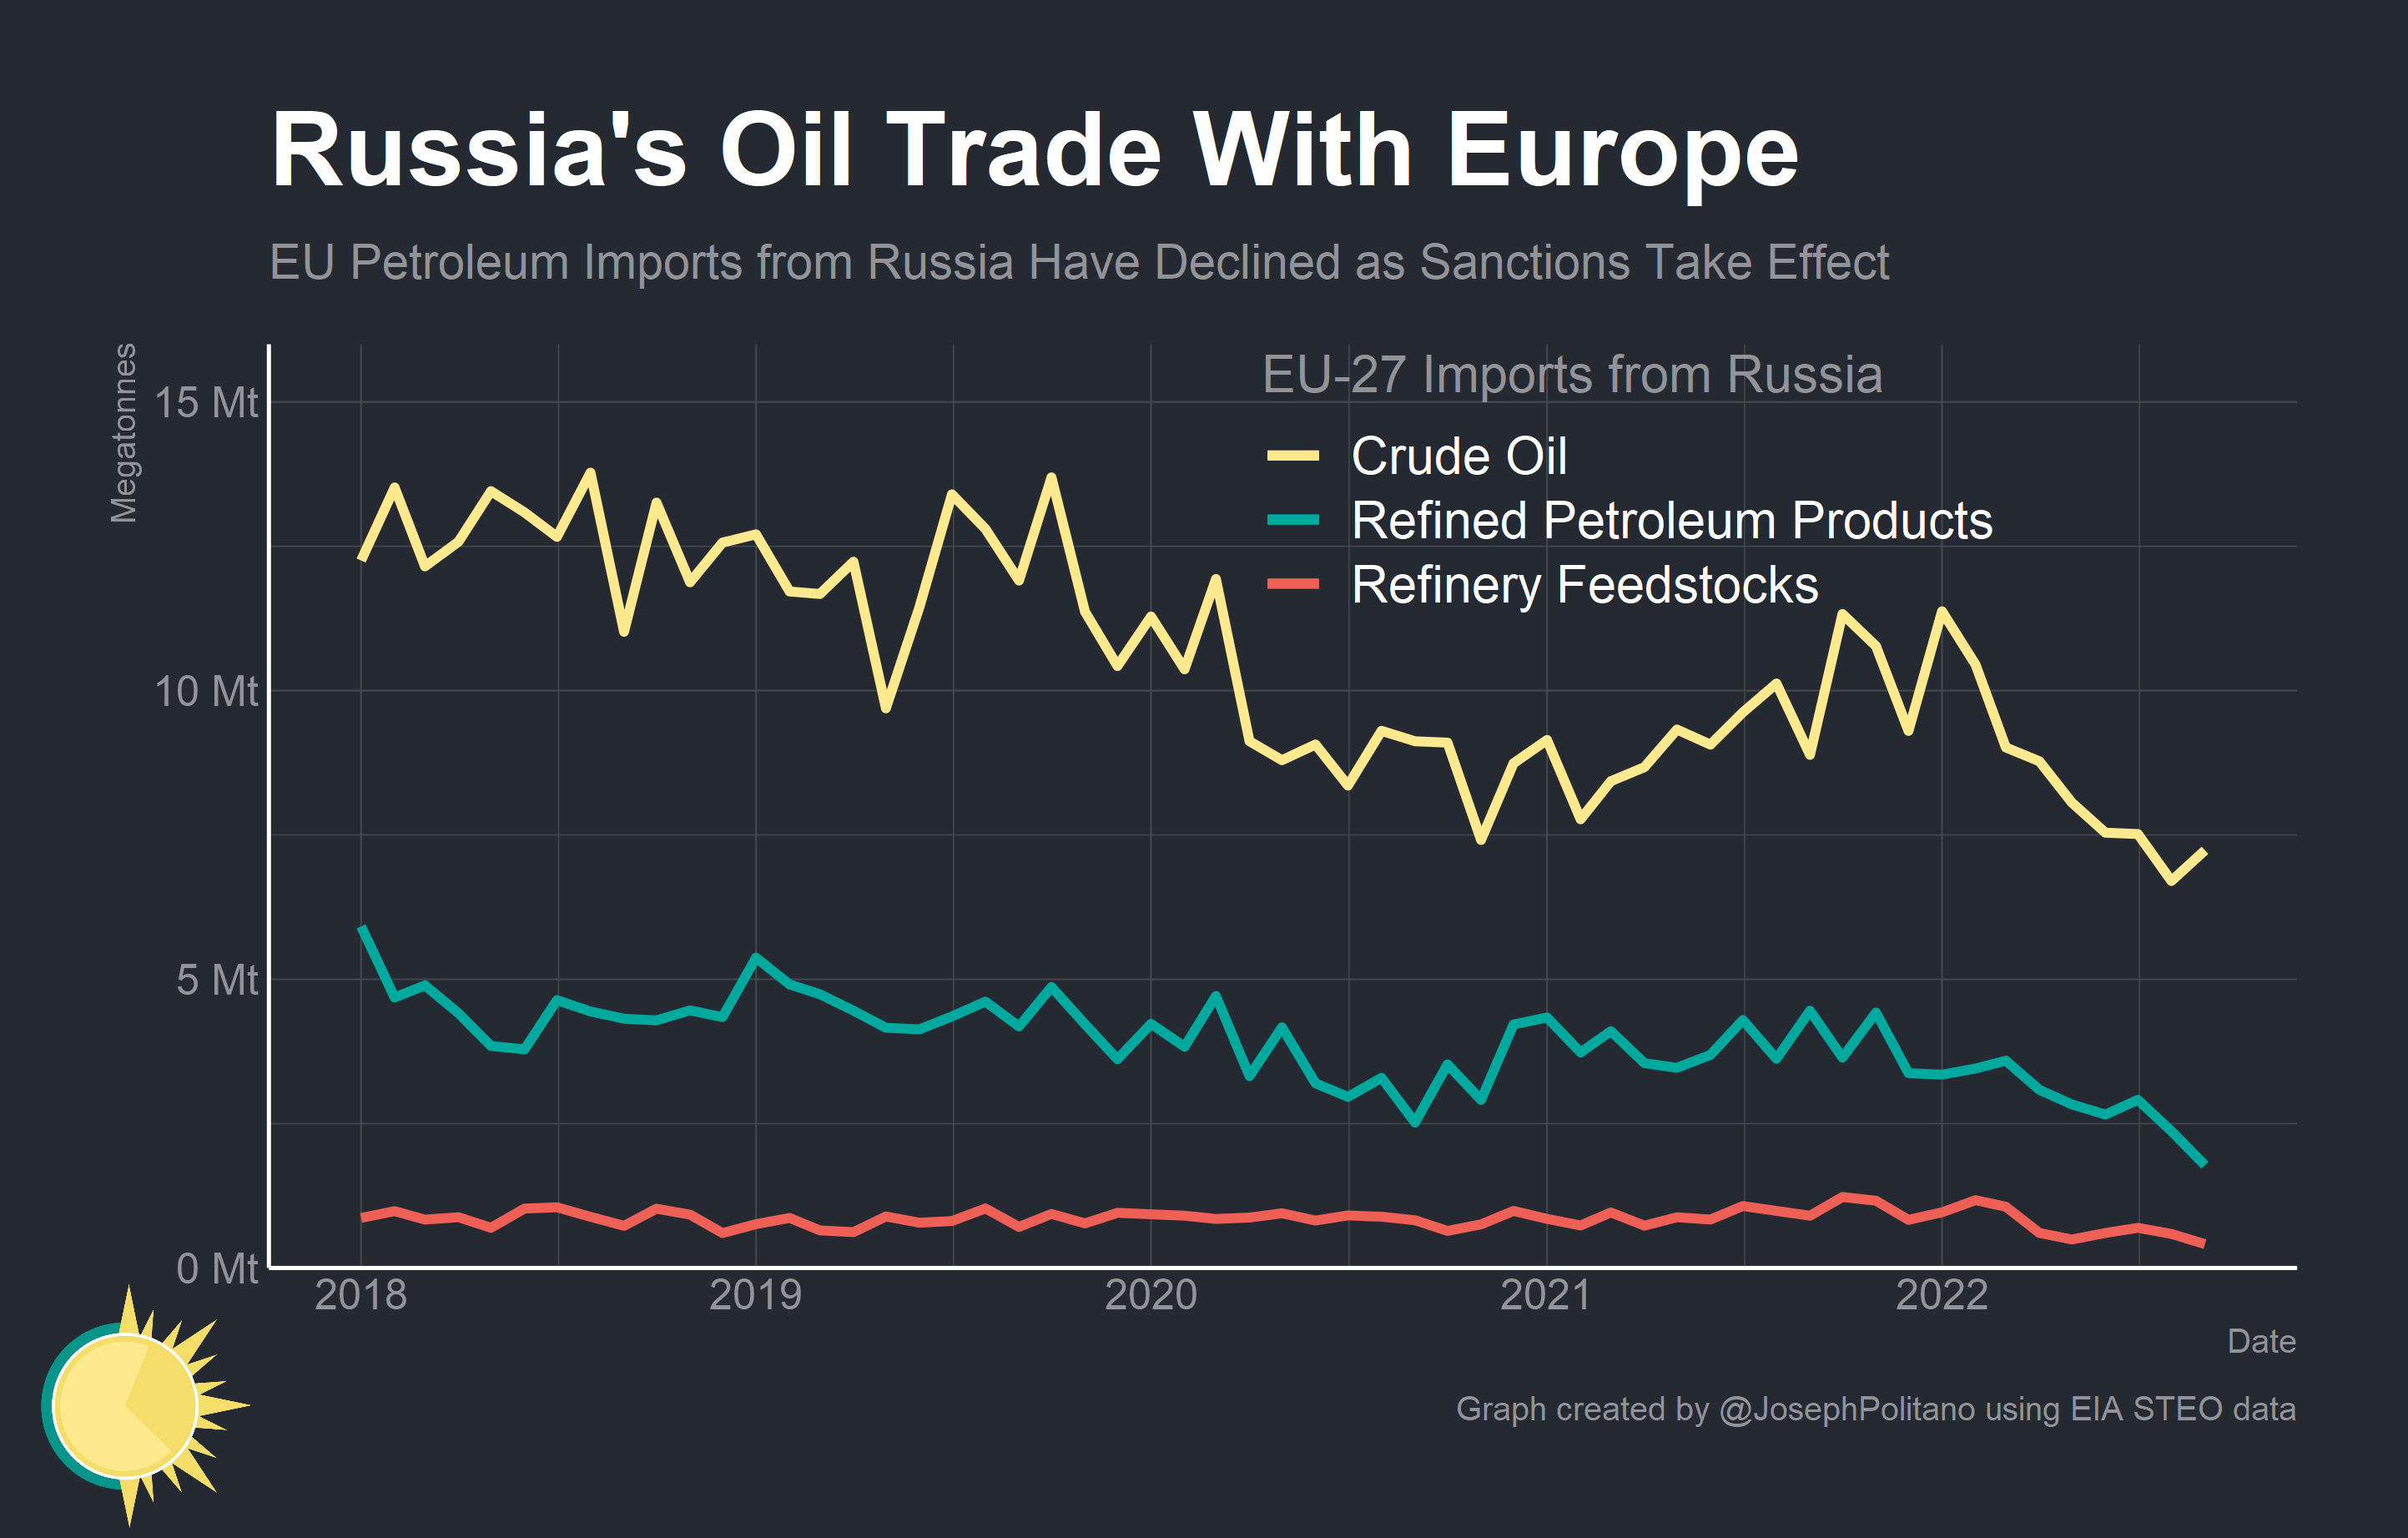 Russia's Oil Trade With Europe
EU Petroleum Imports from Russia Have Declined as Sanctions Take Effect
Megatonnes
EU-27 Imports from Russia
Crude Oil
Refined Petroleum Products
Refinery Feedstocks
15 Mt
10 Mt
5 Mt
0 Mt
2018 2019 2020 2021 2022
Date
Graph created by @JosephPolitano using EIA STEO data